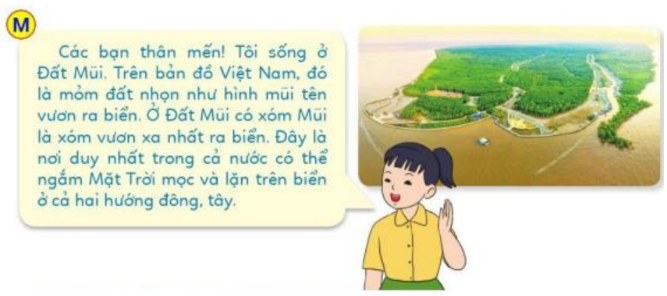 M
Các bạn thân mến! Tôi sống ở
Đất Mũi. Trên bản đồ Việt Nam, đó
là mỏm đất nhọn như hình mũi tên
vươn ra biển. Ở Đất Mũi có xóm Mũi
là xóm vươn xa nhất ra biển. Đây là
nơi duy nhất trong cả nước có thể
ngắm Mặt Trời mọc và lặn trên biển
ở cả hai hướng đông, tây.